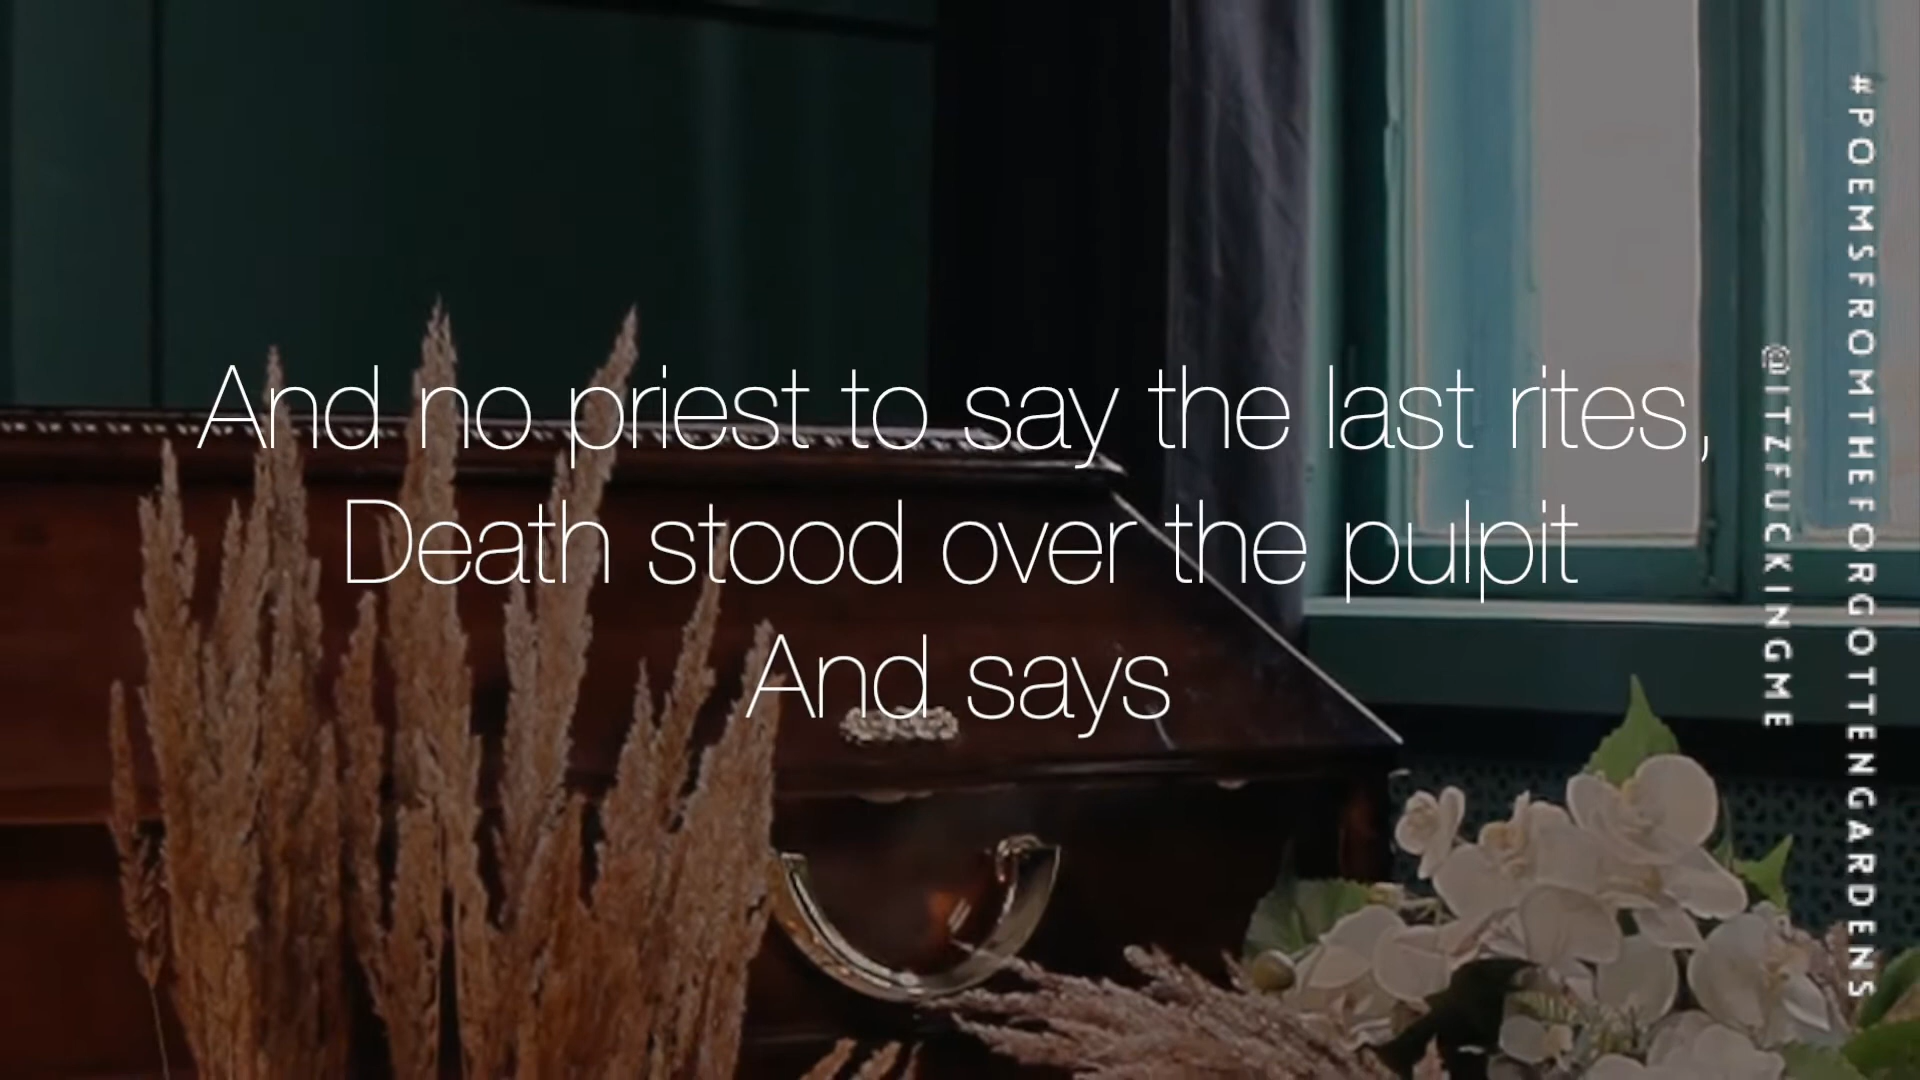 And no priest to say the last rites,
Death stood over the pulpit
And says
@ITZFUCKINGME
#POEMSFROMTHEFORGOTTENGARDENS